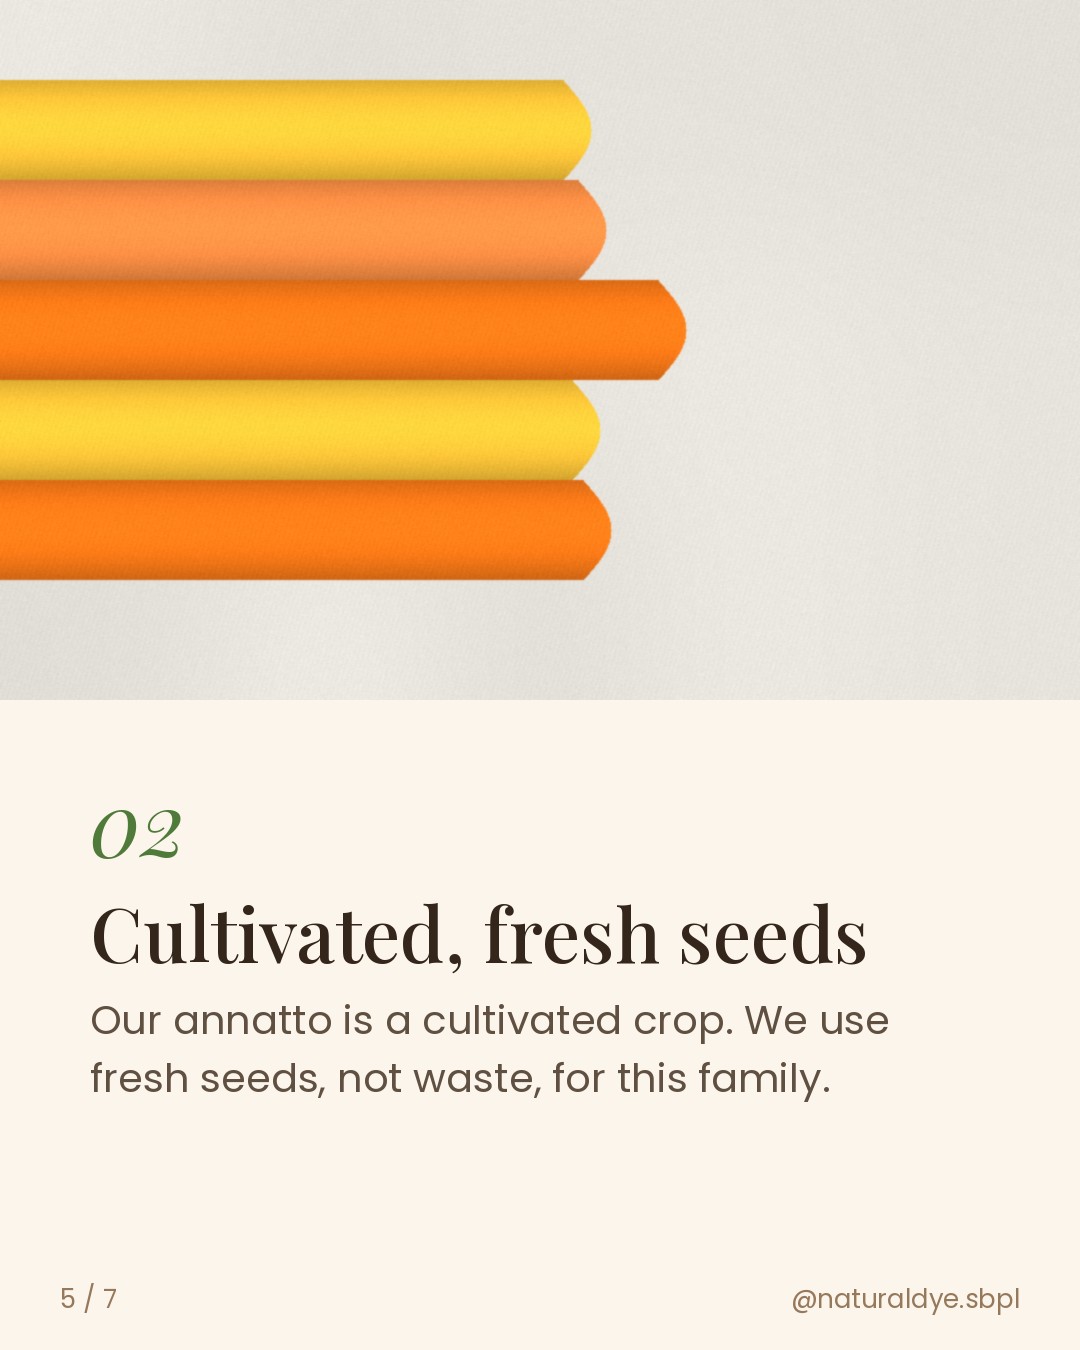 02
Cultivated, fresh seeds
Our annatto is a cultivated crop. We use
fresh seeds, not waste, for this family.
5 / 7
@naturaldye.sbpl